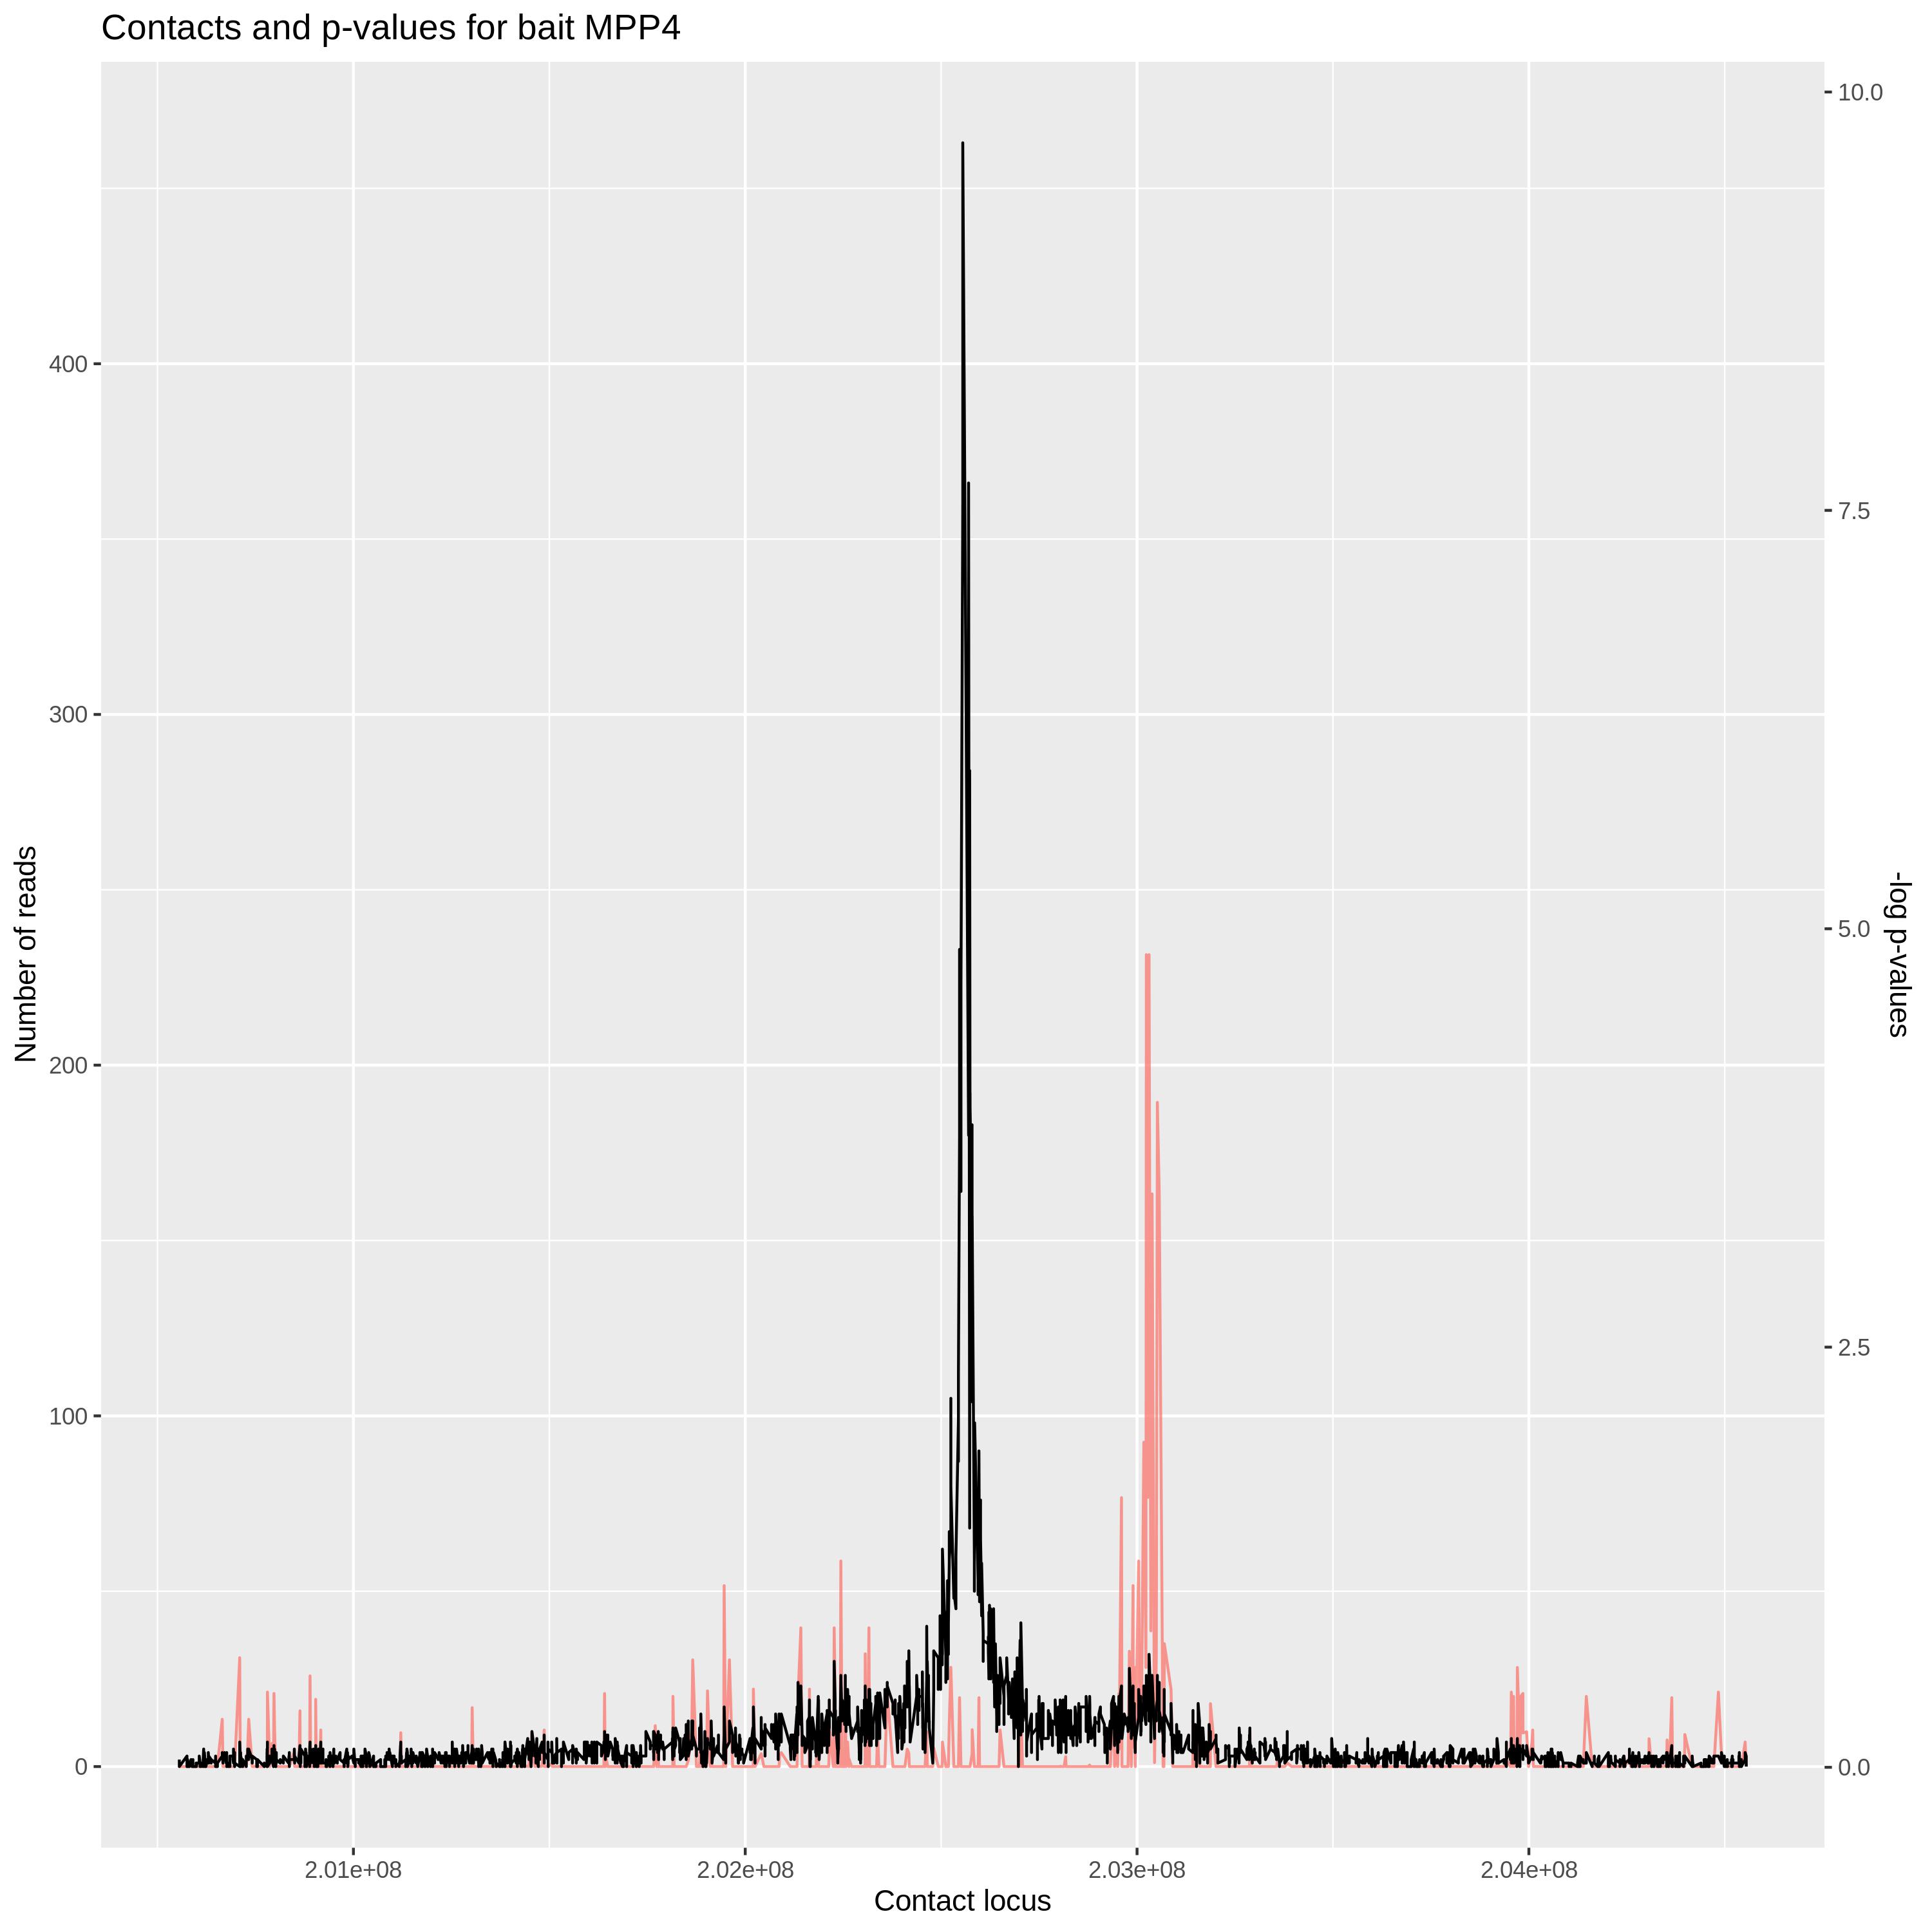 Contacts and p-values for bait MPP4
10.0
400
7.5
300
Number of reads
5.0
-log p-values
200
2.5
100
0
0.0
2.01e+08
2.02e+08
2.03e+08
2.04e+08
Contact locus